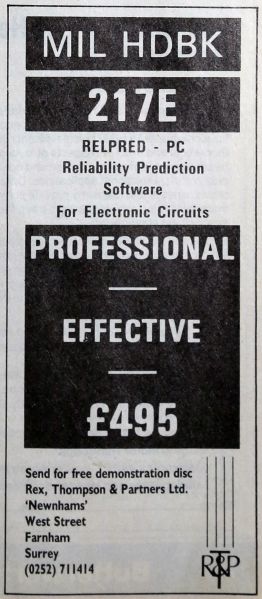 MIL HDBK
217E
RELPRED - PC
Reliability Prediction
Software
For Electronic Circuits
PROFESSIONAL
EFFECTIVE
£495
Send for free demonstration disc
Rex, Thompson & Partners Ltd.
'Newnhams'
West Street
Farnham
Surrey
(0252) 711414
RT&P